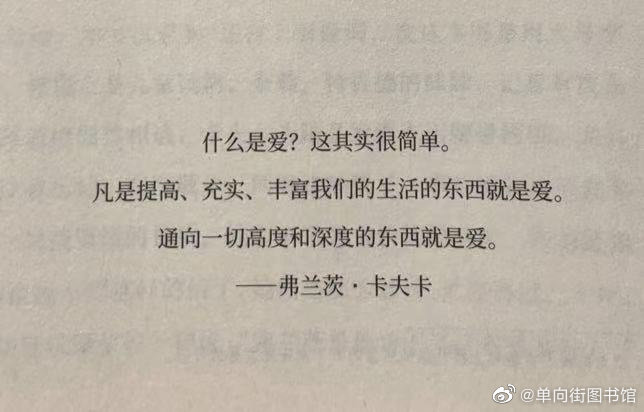 什么是爱？这其实很简单。
凡是提高、充实、丰富我们的生活的东西就是爱。
通向一切高度和深度的东西就是爱。
——弗兰茨·卡夫卡
@单向街图书馆